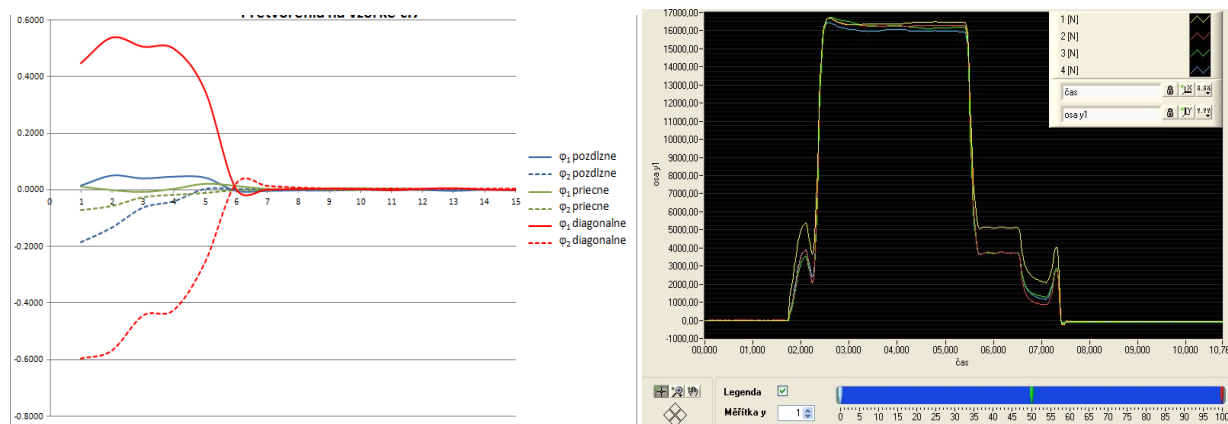 0.6000
0.4000
0.2000
0.0000
-0.2000
-0.4000
-0.6000
-0.8000
0 1 2 3 4 5 6 7 8 9 10 11 12 13 14 15
φ₁ pozdlzne
φ₂ pozdlzne
φ₁ priecne
φ₂ priecne
φ₁ diagonalne
φ₂ diagonalne
17000,00
16000,00
15000,00
14000,00
13000,00
12000,00
11000,00
10000,00
9000,00
8000,00
7000,00
6000,00
5000,00
4000,00
3000,00
2000,00
1000,00
0,00
-1000,00
osa y1
00,000 01,000 02,000 03,000 04,000 05,000 06,000 07,000 08,000 09,000 10,76
čas
1 [N]
2 [N]
3 [N]
4 [N]
čas
osa y1
Legenda
Měřítka y 1
0 5 10 15 20 25 30 35 40 45 50 55 60 65 70 75 80 85 90 95 100